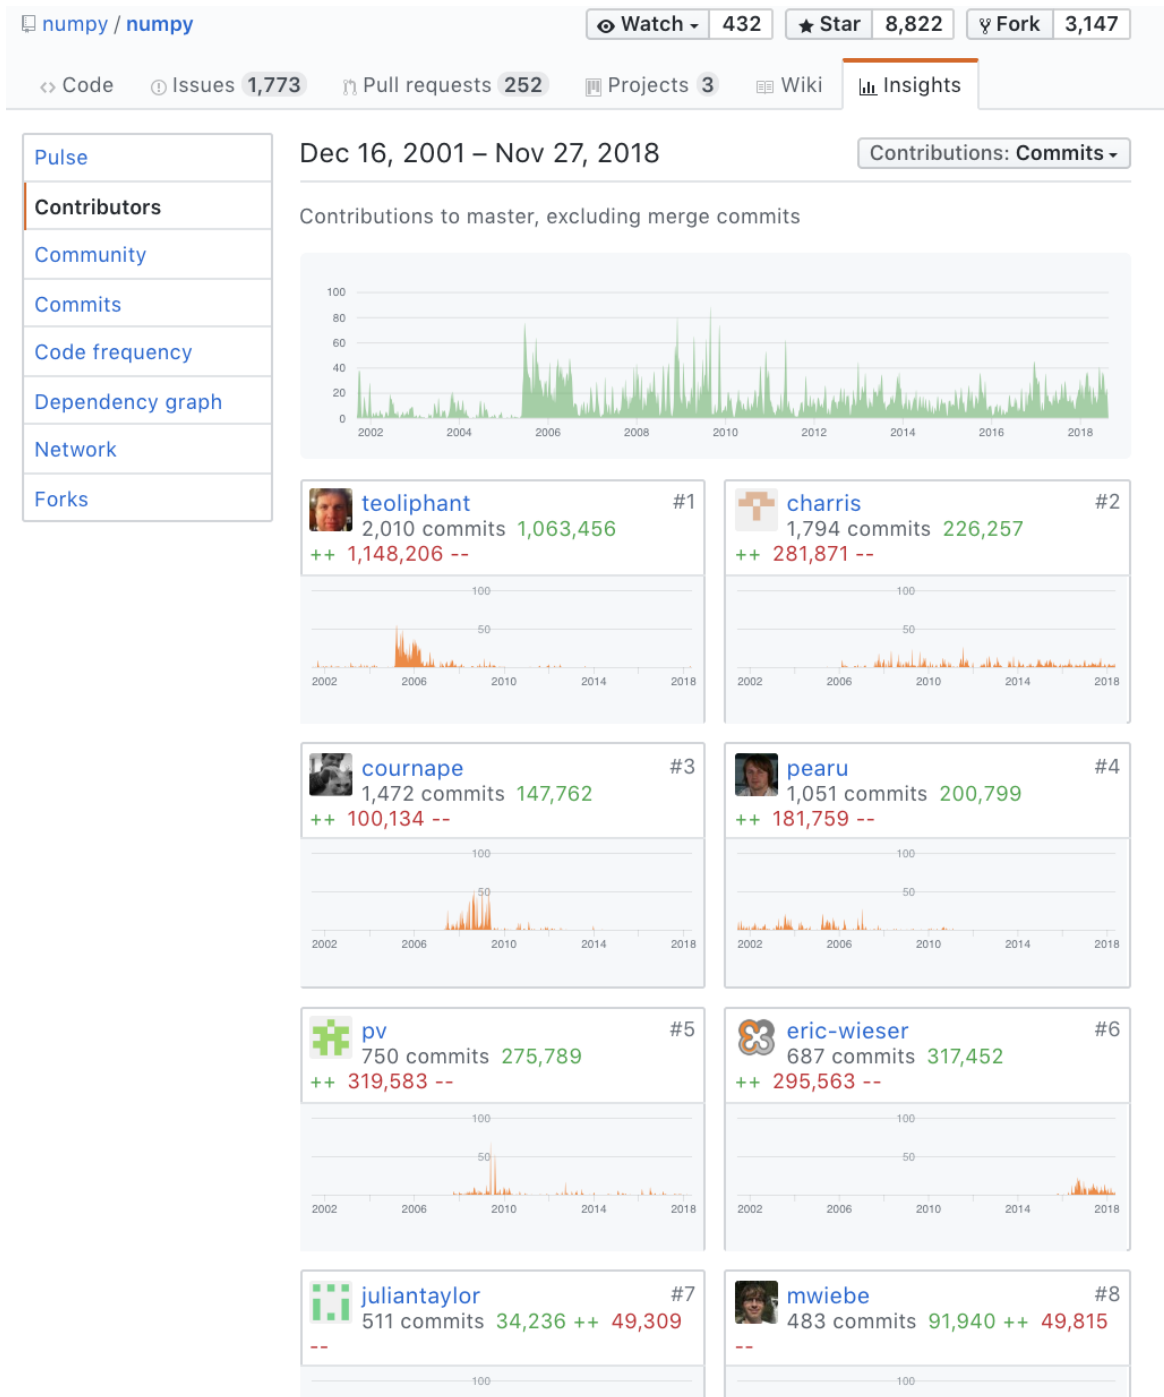 numpy / numpy Watch 432 Star 8,822 Fork 3,147
Code Issues 1,773 Pull requests 252 Projects 3 Wiki Insights
Pulse
Contributors
Community
Commits
Code frequency
Dependency graph
Network
Forks
Dec 16, 2001 – Nov 27, 2018 Contributions: Commits
Contributions to master, excluding merge commits
100
80
60
40
20
0
2002 2004 2006 2008 2010 2012 2014 2016 2018
teoliphant #1
2,010 commits 1,063,456
++ 1,148,206 --
100
50
2002 2006 2010 2014 2018
charris #2
1,794 commits 226,257
++ 281,871 --
100
50
2002 2006 2010 2014 2018
cournape #3
1,472 commits 147,762
++ 100,134 --
100
50
2002 2006 2010 2014 2018
pearu #4
1,051 commits 200,799
++ 181,759 --
100
50
2002 2006 2010 2014 2018
pv #5
750 commits 275,789
++ 319,583 --
100
50
2002 2006 2010 2014 2018
eric-wieser #6
687 commits 317,452
++ 295,563 --
100
50
2002 2006 2010 2014 2018
juliantaylor #7
511 commits 34,236 ++ 49,309
--
100
mwiebe #8
483 commits 91,940 ++ 49,815
--
100